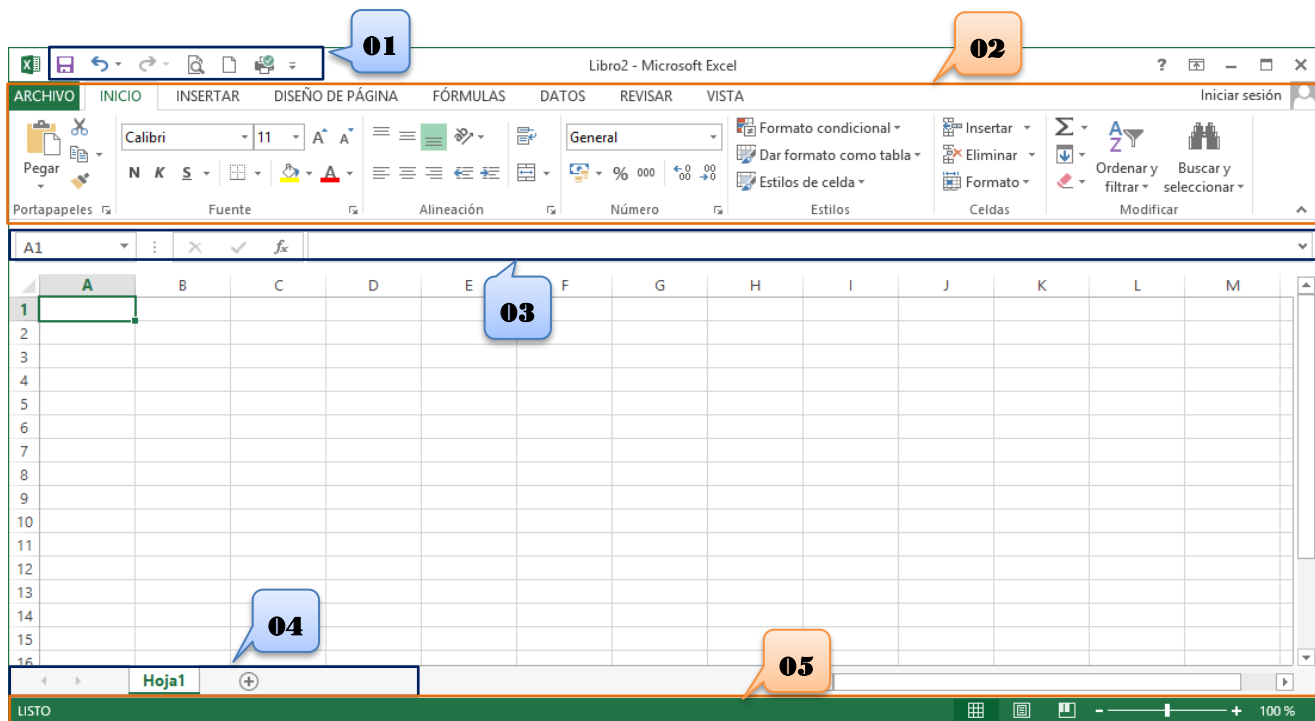 01
02
Libro2 - Microsoft Excel
?
ARCHIVO INICIO INSERTAR DISEÑO DE PÁGINA FÓRMULAS DATOS REVISAR VISTA Iniciar sesión
Pegar
Calibri 11 A A
General
N K S A
% 000
Formato condicional
Dar formato como tabla
Estilos de celda
Insertar
Eliminar
Formato
Σ
Ordenar y
filtrar
Buscar y
seleccionar
Portapapeles Fuente Alineación Número Estilos Celdas Modificar
A1 fx
A B C D E F G H I J K L M
03
1
2
3
4
5
6
7
8
9
10
11
12
13
14
15
16
04
05
Hoja1
LISTO - + 100 %